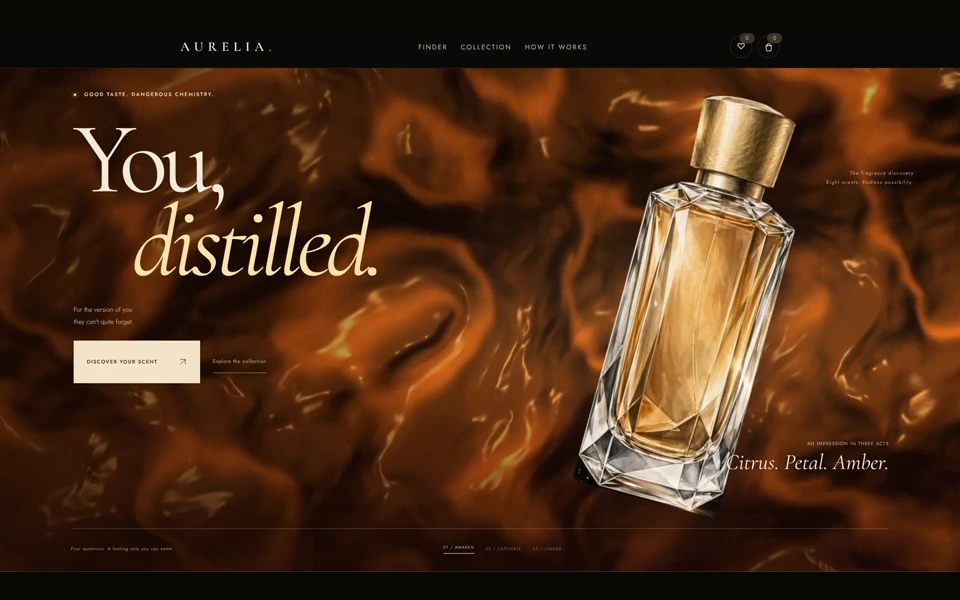 AURELIA.
FINDER
COLLECTION
HOW IT WORKS
0
0
GOOD TASTE. DANGEROUS CHEMISTRY.
You,
distilled.
The fragrance discovery
Eight scents. Endless possibility.
For the version of you
they can't quite forget.
DISCOVER YOUR SCENT
Explore the collection
AN IMPRESSION IN THREE ACTS
Citrus. Petal. Amber.
Four questions. A feeling only you can name.
01 / AWAKEN
02 / CAPTIVATE
03 / LINGER